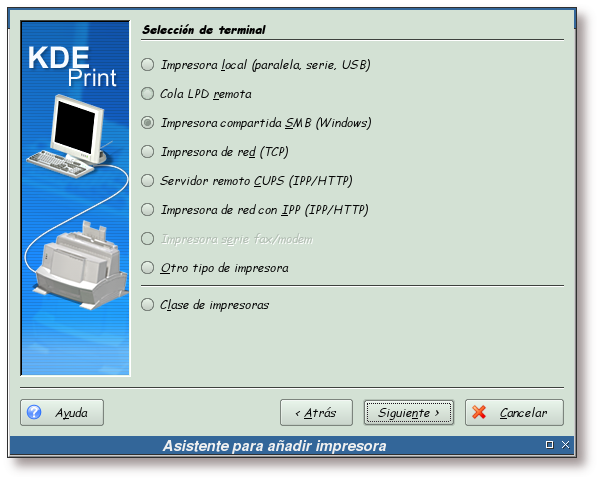 KDE
Print
Selección de terminal
Impresora local (paralela, serie, USB)
Cola LPD remota
Impresora compartida SMB (Windows)
Impresora de red (TCP)
Servidor remoto CUPS (IPP/HTTP)
Impresora de red con IPP (IPP/HTTP)
Impresora serie fax/modem
Otro tipo de impresora
Clase de impresoras
Ayuda
< Atrás
Siguiente >
Cancelar
Asistente para añadir impresora